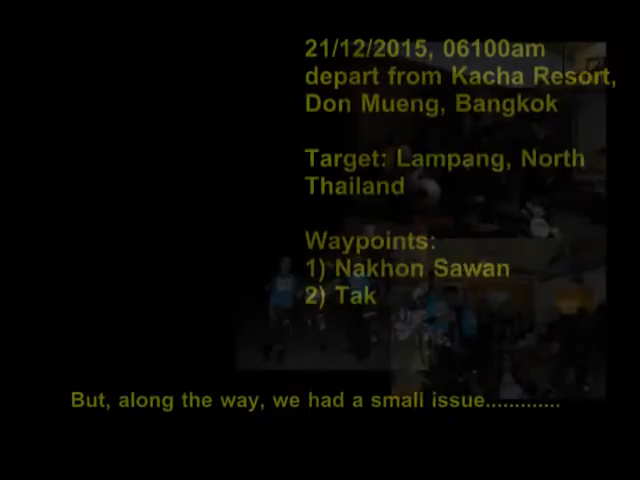 21/12/2015, 06100am
depart from Kacha Resort,
Don Mueng, Bangkok
Target: Lampang, North
Thailand
Waypoints:
1) Nakhon Sawan
2) Tak
But, along the way, we had a small issue.............